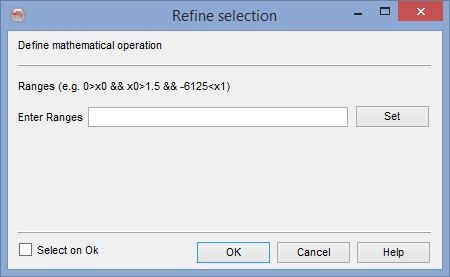 Refine selection
Define mathematical operation
Ranges (e.g. 0>x0 && x0>1.5 && -6125<x1)
Enter Ranges
Set
Select on Ok
OK
Cancel
Help